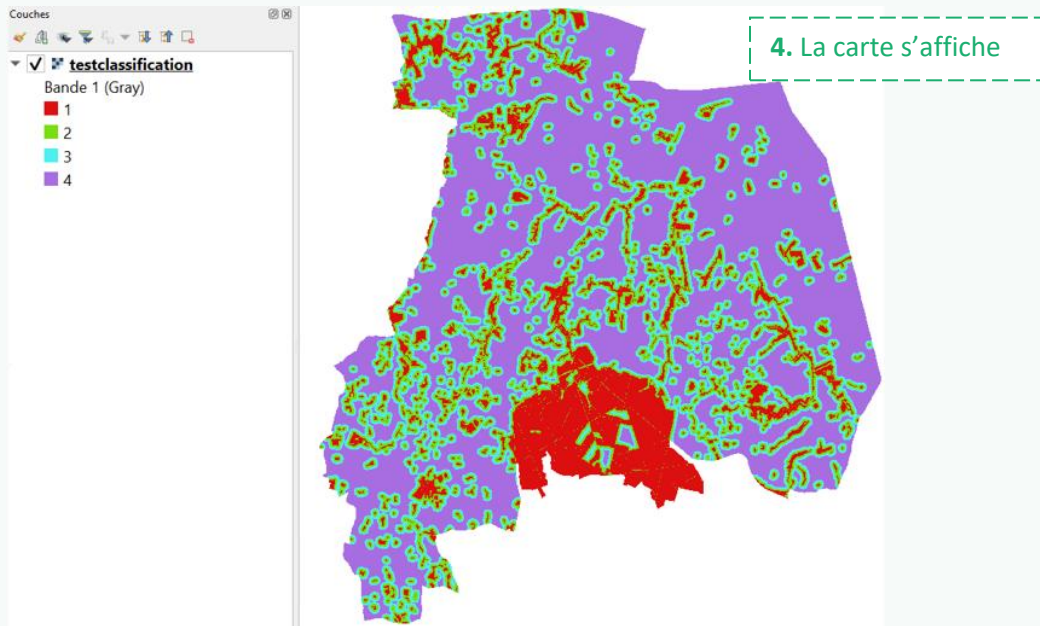 Couches
testclassification
Bande 1 (Gray)
1
2
3
4
4. La carte s’affiche